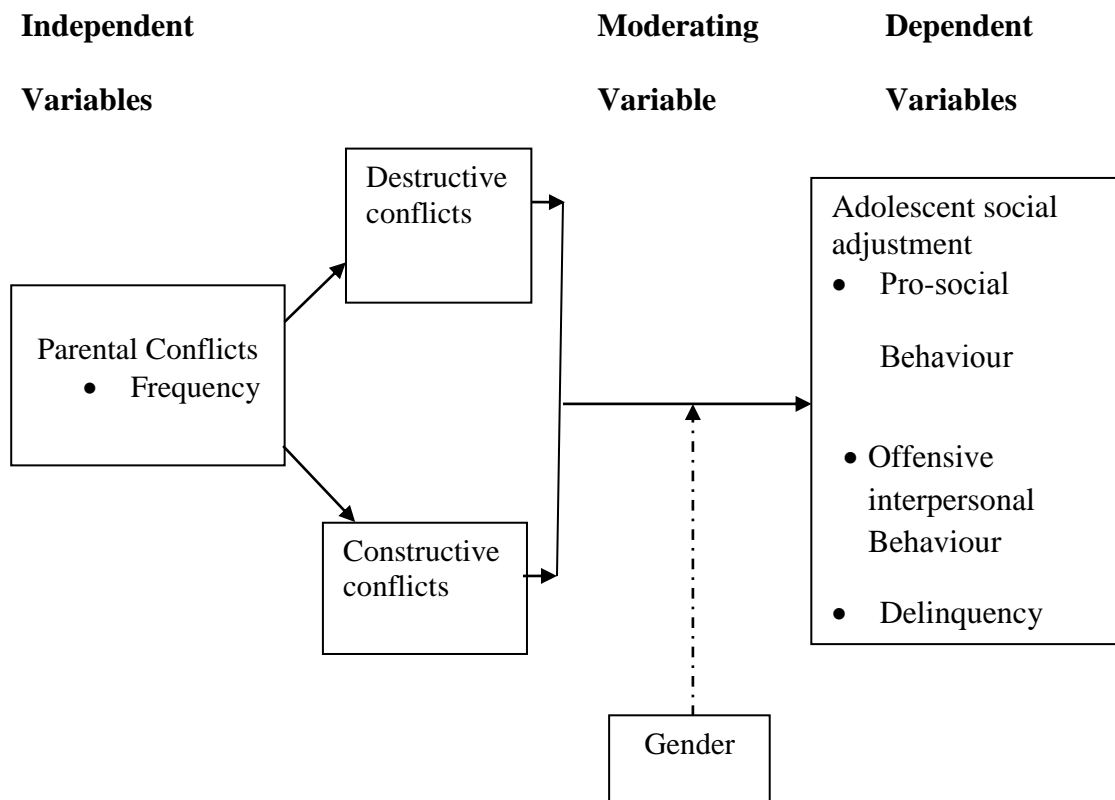 Independent
Variables
Moderating
Variable
Dependent
Variables
Destructive
conflicts
Parental Conflicts
• Frequency
Constructive
conflicts
Adolescent social
adjustment
• Pro-social
Behaviour
• Offensive
interpersonal
Behaviour
• Delinquency
Gender